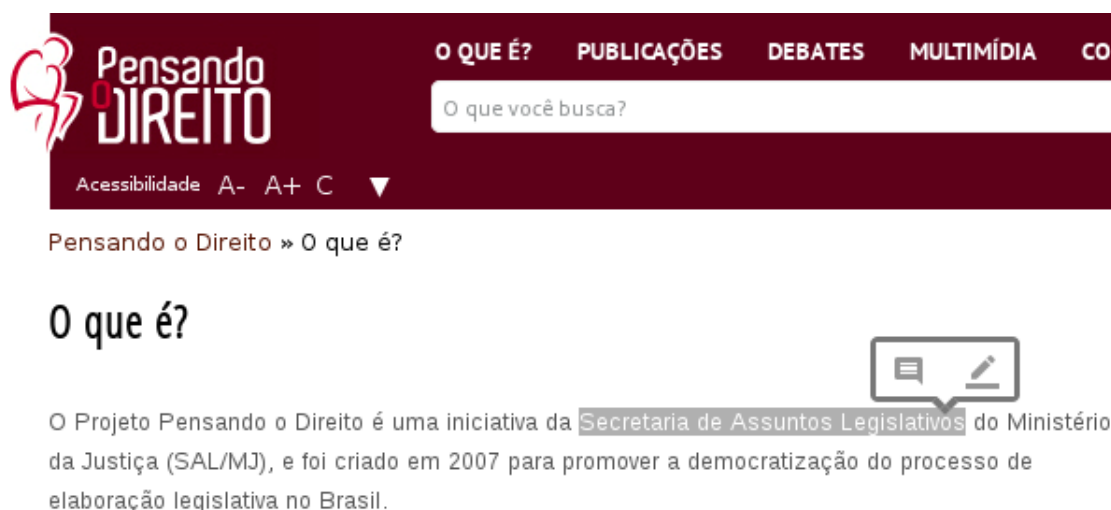 Pensando
O DIREITO
O QUE É? PUBLICAÇÕES DEBATES MULTIMÍDIA CO
O que você busca?
Acessibilidade A- A+ C ▼
Pensando o Direito » O que é?
O que é?
O Projeto Pensando o Direito é uma iniciativa da Secretaria de Assuntos Legislativos do Ministério
da Justiça (SAL/MJ), e foi criado em 2007 para promover a democratização do processo de
elaboração legislativa no Brasil.